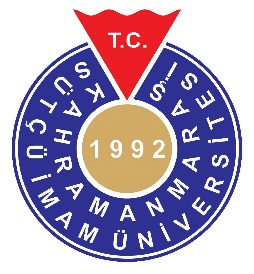 T.C.
KAHRAMANMARAŞ
SÜTÇÜ İMAM ÜNİVERSİTESİ
1992